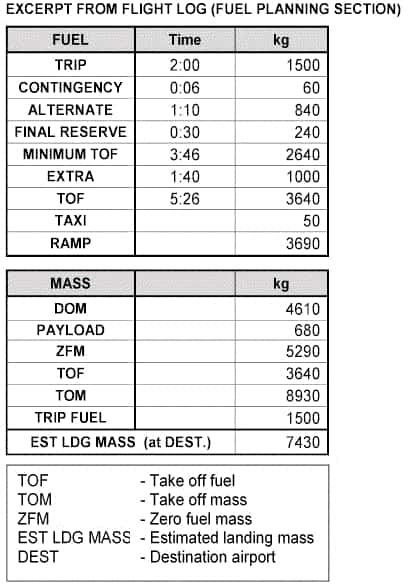 EXCERPT FROM FLIGHT LOG (FUEL PLANNING SECTION)
FUEL Time kg
TRIP 2:00 1500
CONTINGENCY 0:06 60
ALTERNATE 1:10 840
FINAL RESERVE 0:30 240
MINIMUM TOF 3:46 2640
EXTRA 1:40 1000
TOF 5:26 3640
TAXI 50
RAMP 3690
MASS kg
DOM 4610
PAYLOAD 680
ZFM 5290
TOF 3640
TOM 8930
TRIP FUEL 1500
EST LDG MASS (at DEST.) 7430
TOF - Take off fuel
TOM - Take off mass
ZFM - Zero fuel mass
EST LDG MASS - Estimated landing mass
DEST - Destination airport